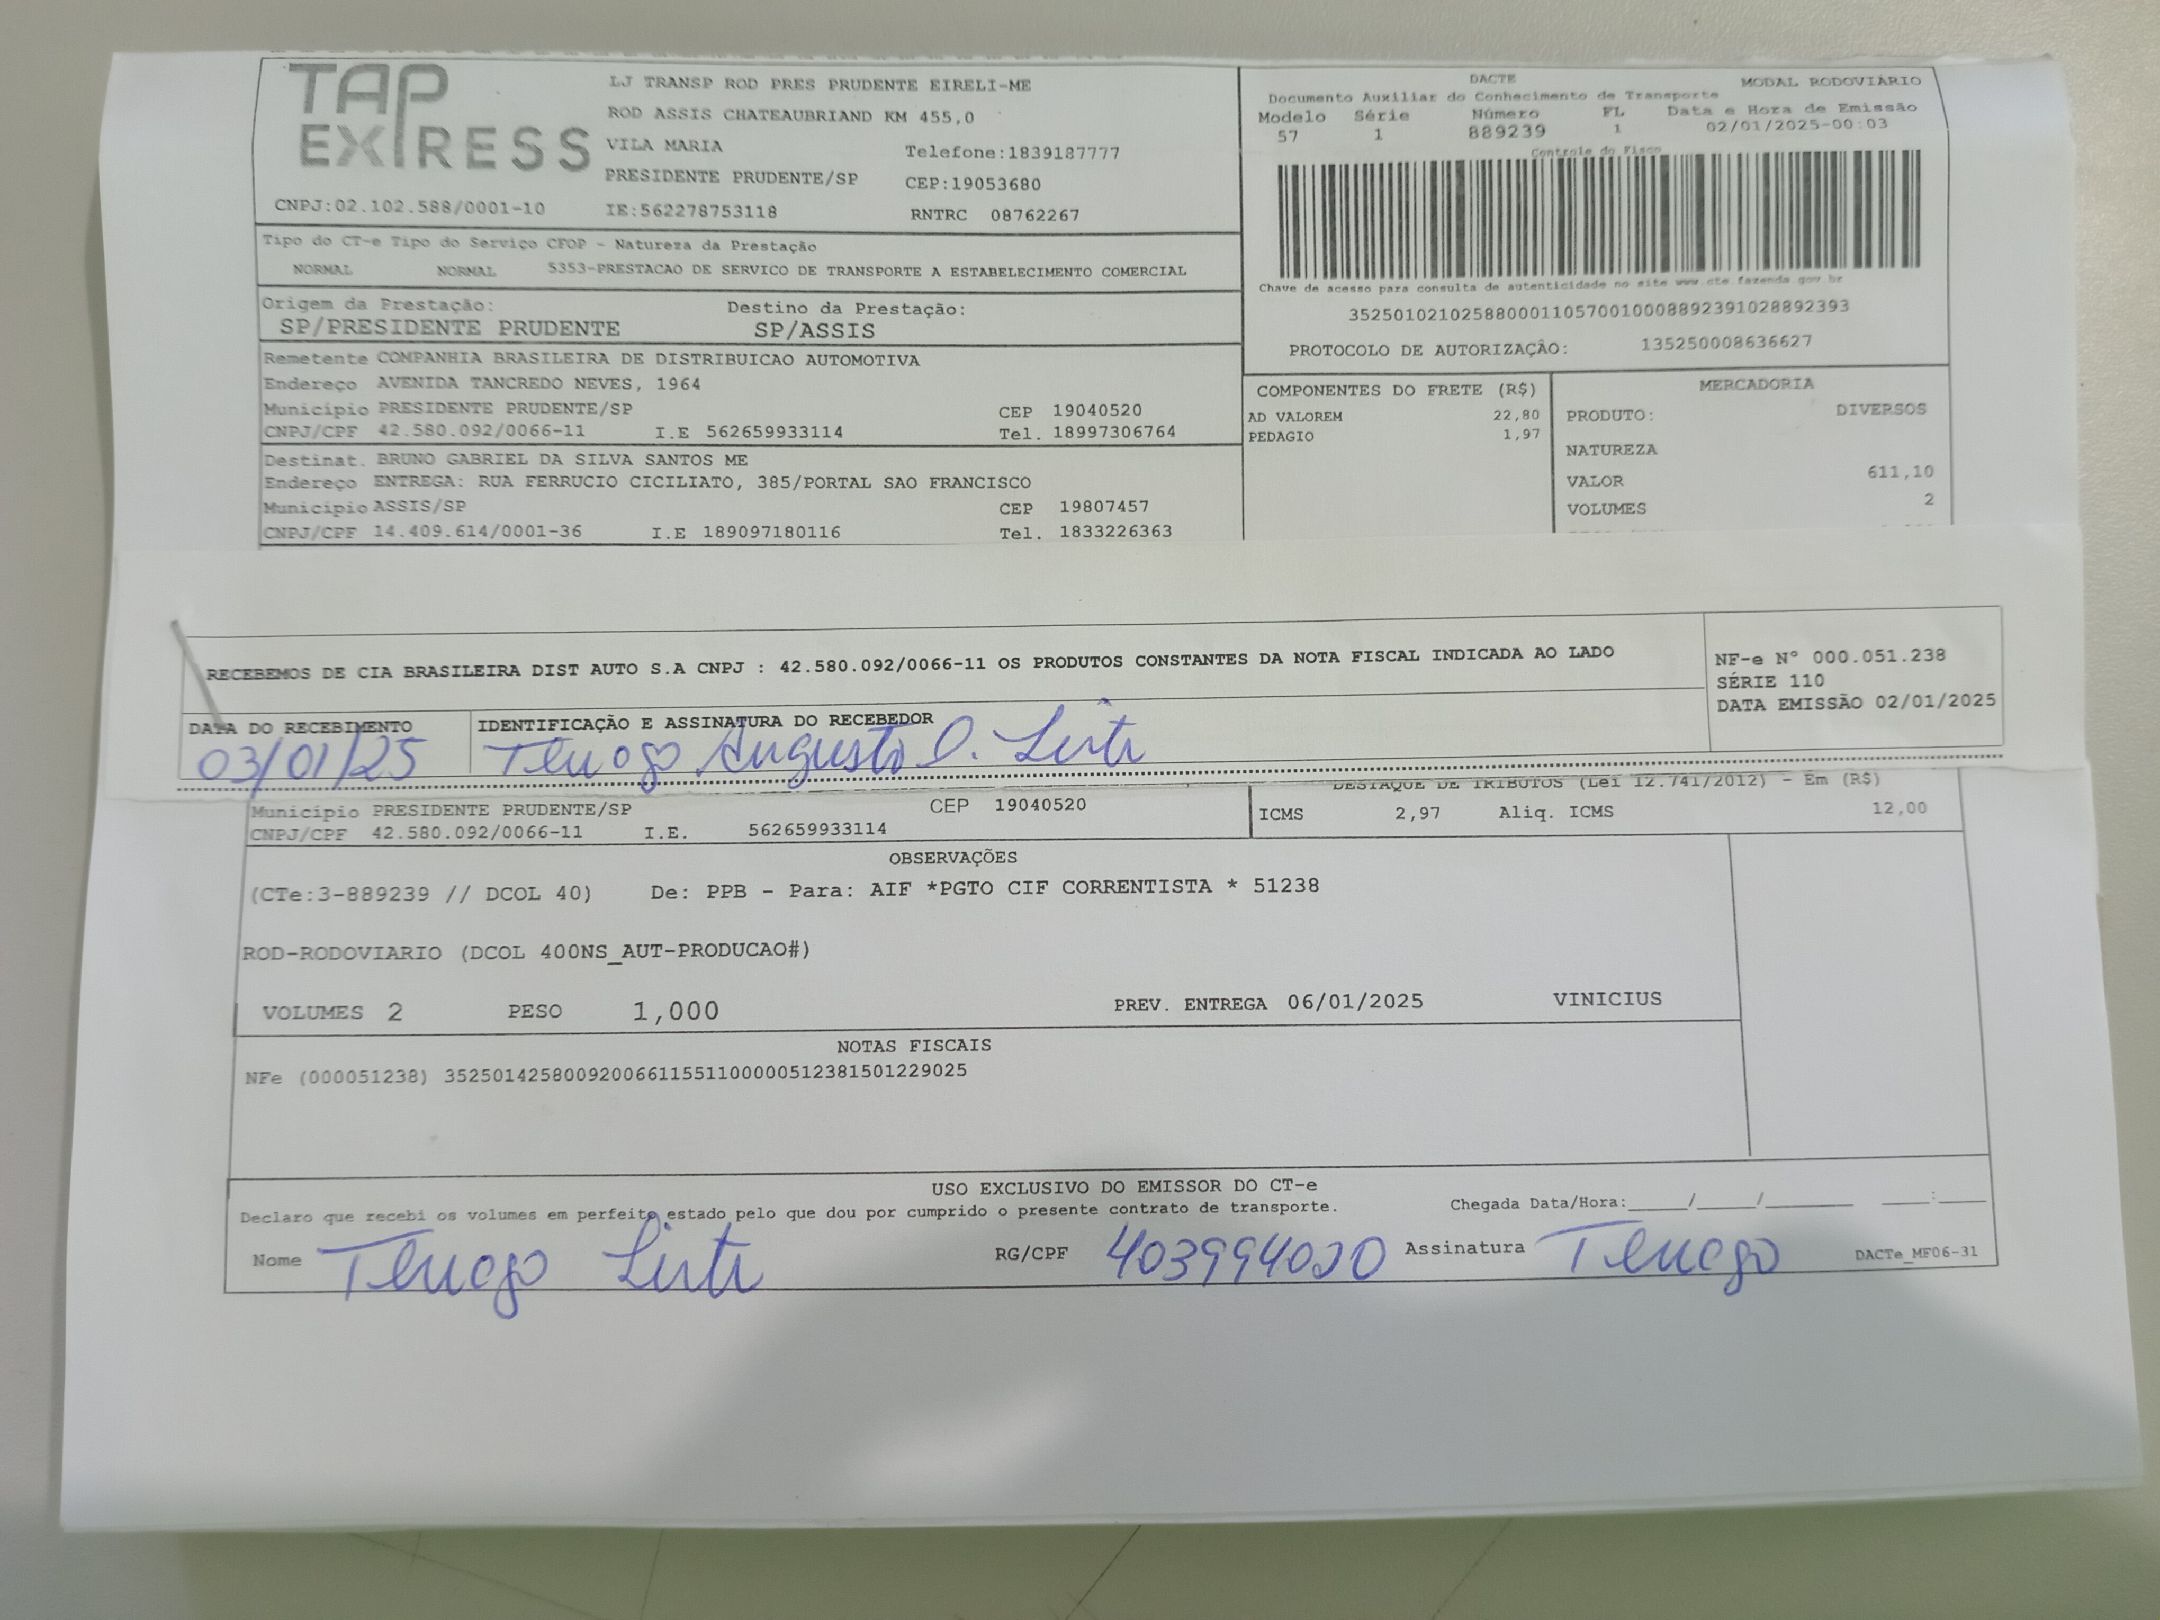 TAP EXPRESS
LJ TRANSP ROD PRES PRUDENTE EIRELI-ME
ROD ASSIS CHATEAUBRIAND KM 455,0
VILA MARIA Telefone:1839187777
PRESIDENTE PRUDENTE/SP CEP:19053680
CNPJ:02.102.588/0001-10 IE:562278753118 RNTRC 08762267
DACTE MODAL RODOVIÁRIO
Documento Auxiliar do Conhecimento de Transporte
Modelo Série Número FL Data e Hora de Emissão
57 1 889239 1 02/01/2025-00:03
Controle do Fisco
Chave de acesso para consulta de autenticidade no site www.cte.fazenda.gov.br
35250102102588000110570010008892391028892393
PROTOCOLO DE AUTORIZAÇÃO: 135250008636627
Tipo do CT-e Tipo do Serviço CFOP - Natureza da Prestação
NORMAL NORMAL 5353-PRESTACAO DE SERVICO DE TRANSPORTE A ESTABELECIMENTO COMERCIAL
Origem da Prestação: Destino da Prestação:
SP/PRESIDENTE PRUDENTE SP/ASSIS
Remetente COMPANHIA BRASILEIRA DE DISTRIBUICAO AUTOMOTIVA
Endereço AVENIDA TANCREDO NEVES, 1964
Município PRESIDENTE PRUDENTE/SP CEP 19040520
CNPJ/CPF 42.580.092/0066-11 I.E 562659933114 Tel. 18997306764
Destinat. BRUNO GABRIEL DA SILVA SANTOS ME
Endereço ENTREGA: RUA FERRUCIO CICILIATO, 385/PORTAL SAO FRANCISCO
Município ASSIS/SP CEP 19807457
CNPJ/CPF 14.409.614/0001-36 I.E 189097180116 Tel. 1833226363
COMPONENTES DO FRETE (R$)
AD VALOREM 22,80
PEDAGIO 1,97
MERCADORIA
PRODUTO: DIVERSOS
NATUREZA
VALOR 611,10
VOLUMES 2
RECEBEMOS DE CIA BRASILEIRA DIST AUTO S.A CNPJ : 42.580.092/0066-11 OS PRODUTOS CONSTANTES DA NOTA FISCAL INDICADA AO LADO
NF-e Nº 000.051.238
SÉRIE 110
DATA EMISSÃO 02/01/2025
DATA DO RECEBIMENTO IDENTIFICAÇÃO E ASSINATURA DO RECEBEDOR
03/01/25 Augusto
DESTAQUE DE TRIBUTOS (Lei 12.741/2012) - Em (R$)
Município PRESIDENTE PRUDENTE/SP CEP 19040520
CNPJ/CPF 42.580.092/0066-11 I.E. 562659933114
ICMS 2,97 Aliq. ICMS 12,00
OBSERVAÇÕES
(CTe:3-889239 // DCOL 40) De: PPB - Para: AIF *PGTO CIF CORRENTISTA * 51238
ROD-RODOVIARIO (DCOL 400NS_AUT-PRODUCAO#)
VOLUMES 2 PESO 1,000 PREV. ENTREGA 06/01/2025 VINICIUS
NOTAS FISCAIS
NFe (000051238) 35250142580092006611551100000512381501229025
USO EXCLUSIVO DO EMISSOR DO CT-e
Declaro que recebi os volumes em perfeito estado pelo que dou por cumprido o presente contrato de transporte. Chegada Data/Hora:_____/_____/________ ____:____
Nome RG/CPF Assinatura DACTe_MF06-31